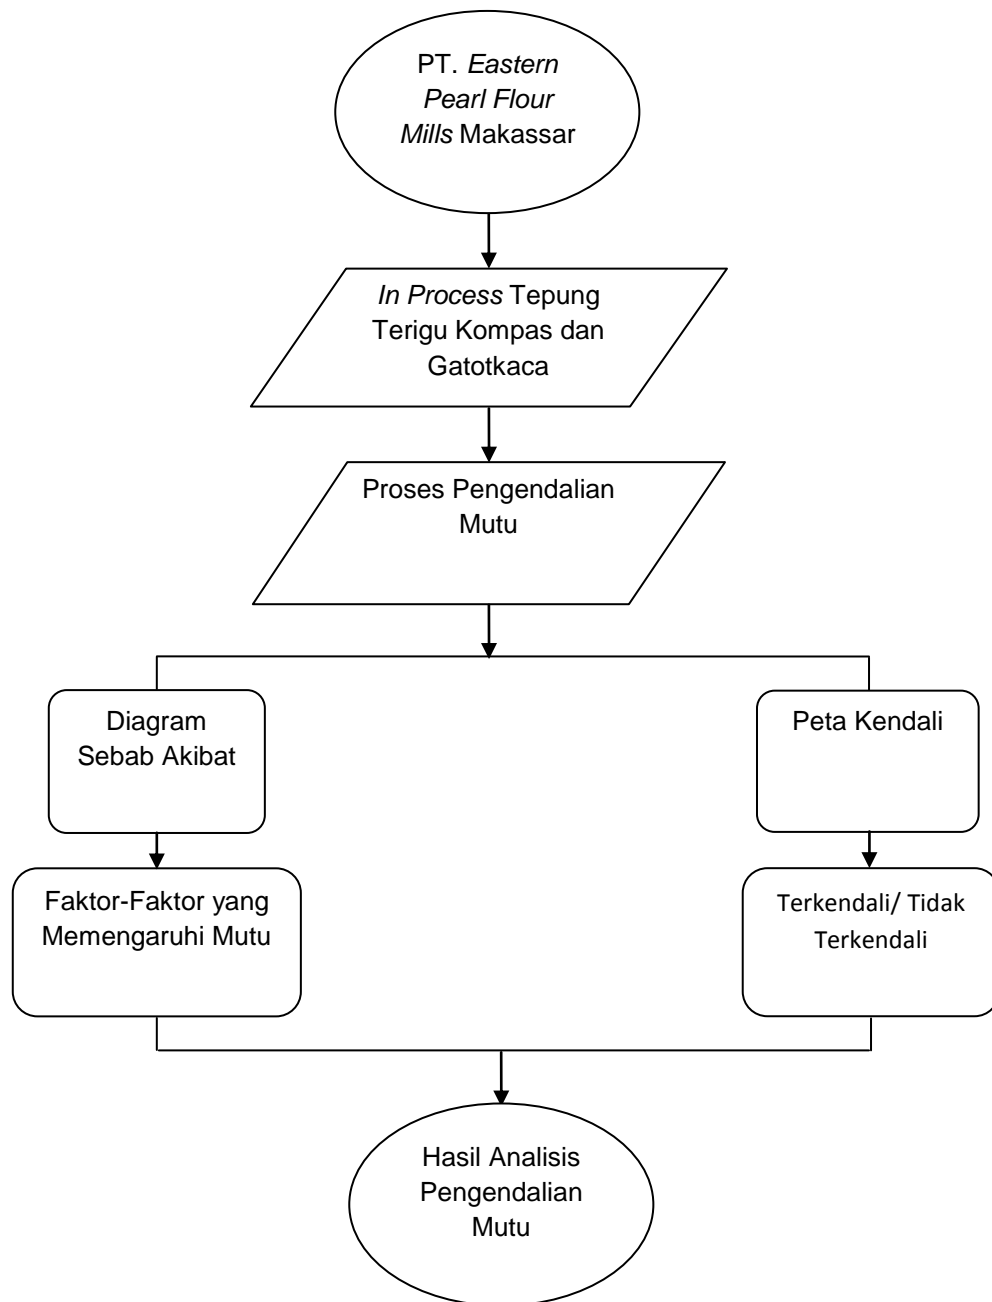 PT. Eastern
Pearl Flour
Mills Makassar
In Process Tepung
Terigu Kompas dan
Gatotkaca
Proses Pengendalian
Mutu
Diagram
Sebab Akibat
Peta Kendali
Faktor-Faktor yang
Memengaruhi Mutu
Terkendali/ Tidak
Terkendali
Hasil Analisis
Pengendalian
Mutu